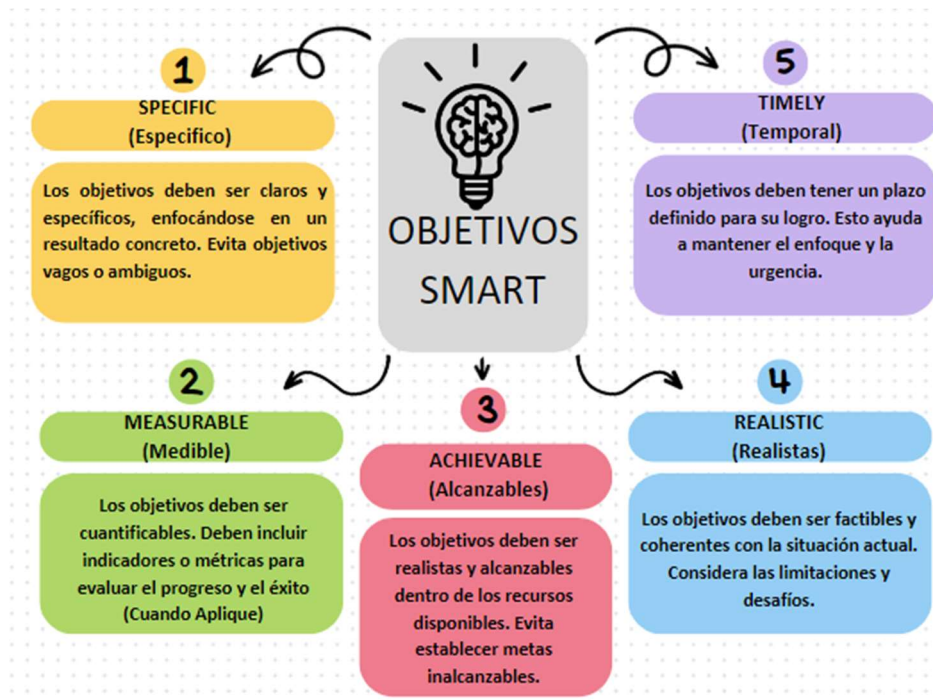 OBJETIVOS
SMART
1
SPECIFIC
(Especifico)
Los objetivos deben ser claros y
específicos, enfocándose en un
resultado concreto. Evita objetivos
vagos o ambiguos.
2
MEASURABLE
(Medible)
Los objetivos deben ser
cuantificables. Deben incluir
indicadores o métricas para
evaluar el progreso y el éxito
(Cuando Aplique)
3
ACHIEVABLE
(Alcanzables)
Los objetivos deben ser
realistas y alcanzables
dentro de los recursos
disponibles. Evita
establecer metas
inalcanzables.
4
REALISTIC
(Realistas)
Los objetivos deben ser factibles y
coherentes con la situación actual.
Considera las limitaciones y
desafíos.
5
TIMELY
(Temporal)
Los objetivos deben tener un plazo
definido para su logro. Esto ayuda
a mantener el enfoque y la
urgencia.